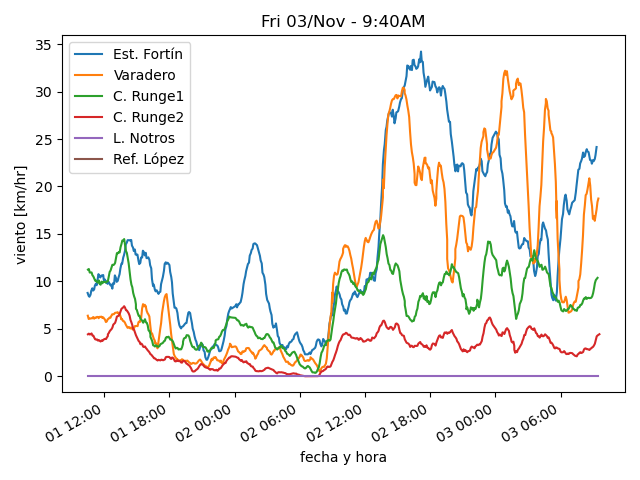 Fri 03/Nov - 9:40AM
Est. Fortín
Varadero
C. Runge1
C. Runge2
L. Notros
Ref. López
viento [km/hr]
35
30
25
20
15
10
5
0
01 12:00
01 18:00
02 00:00
02 06:00
02 12:00
02 18:00
03 00:00
03 06:00
fecha y hora